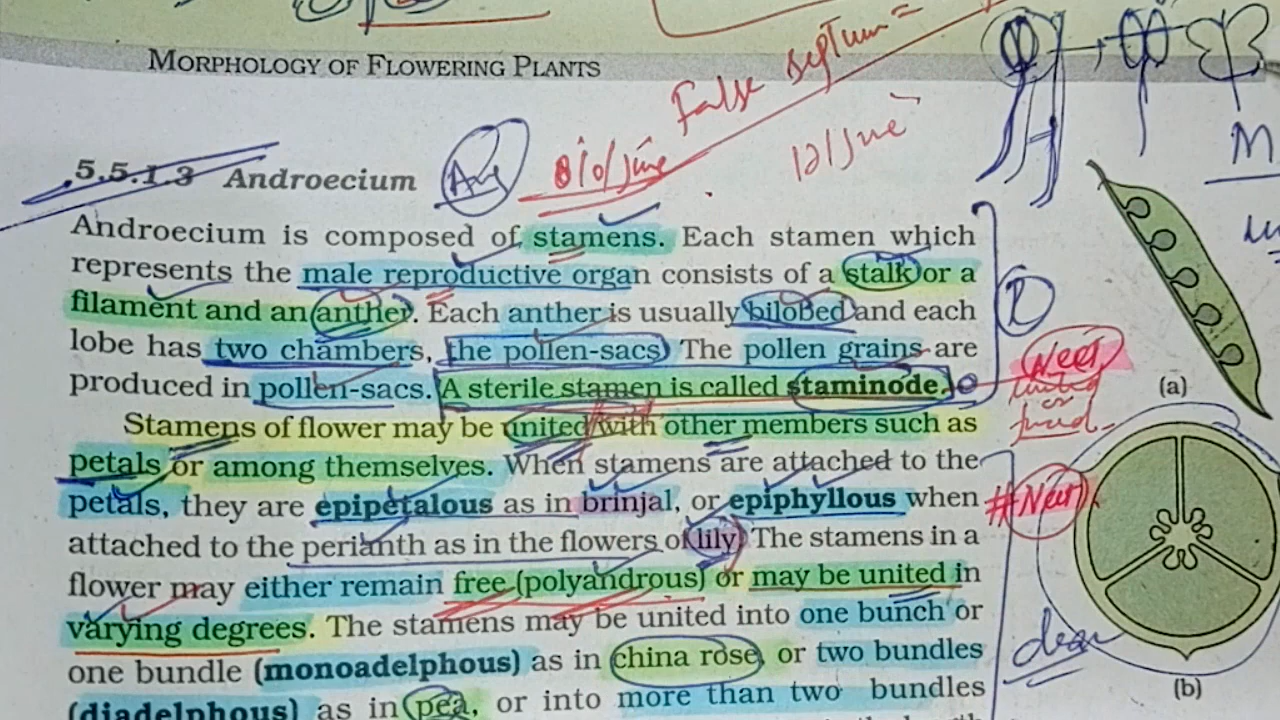 False septum =
MORPHOLOGY OF FLOWERING PLANTS
12/June
5.5.1.3 Androecium
Androecium is composed of stamens. Each stamen which
represents the male reproductive organ consists of a stalk or a
filament and an anther. Each anther is usually bilobed and each
lobe has two chambers, the pollen-sacs. The pollen grains are
produced in pollen-sacs. A sterile stamen is called staminode.
Neet
united
or
fused
(a)
Stamens of flower may be united with other members such as
petals or among themselves. When stamens are attached to the
petals, they are epipetalous as in brinjal, or epiphyllous when
#Neet
attached to the perianth as in the flowers of lily. The stamens in a
flower may either remain free (polyandrous) or may be united in
varying degrees. The stamens may be united into one bunch or
one bundle (monoadelphous) as in china rose, or two bundles
(b)
(diadelphous) as in pea, or into more than two bundles